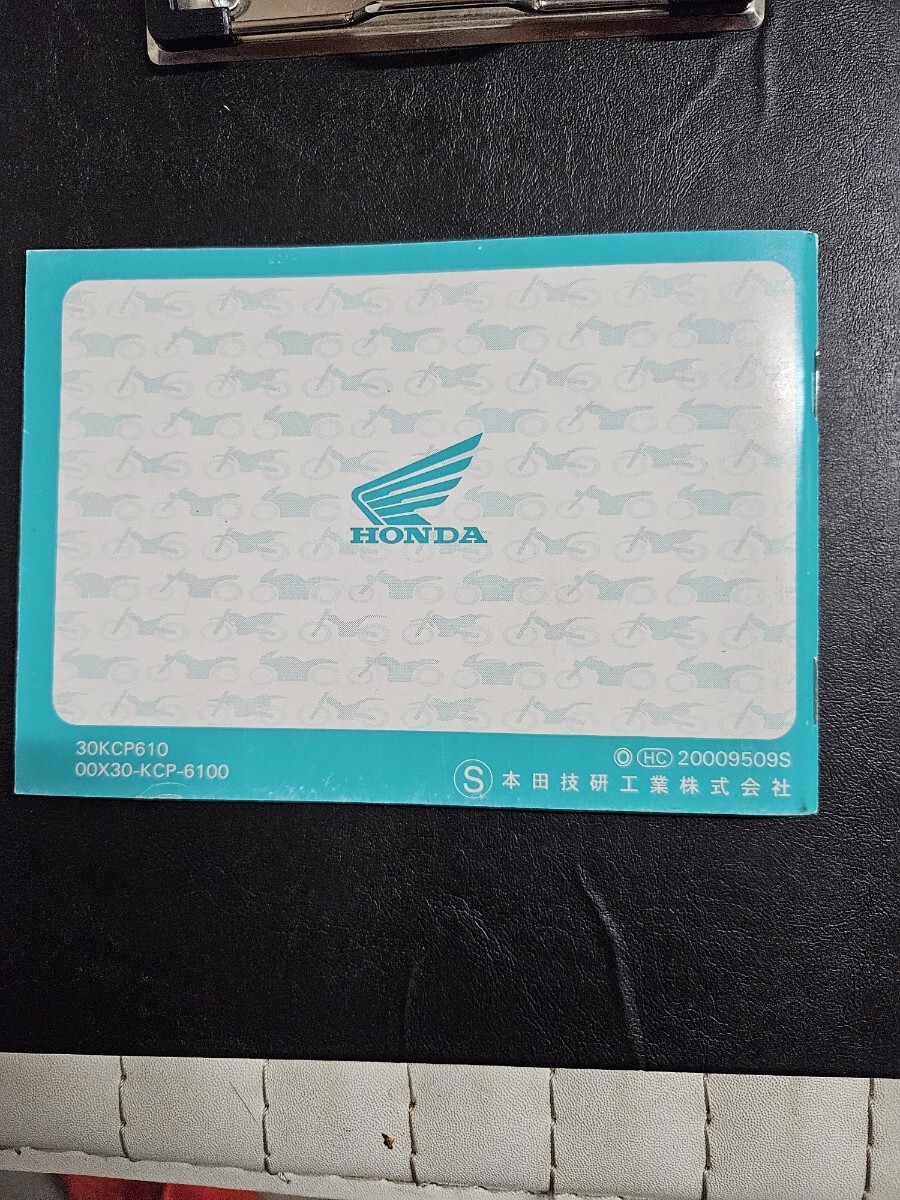 HONDA
30KCP610
00X30-KCP-6100
Ⓞ HC 20009509S
Ⓢ 本田技研工業株式会社